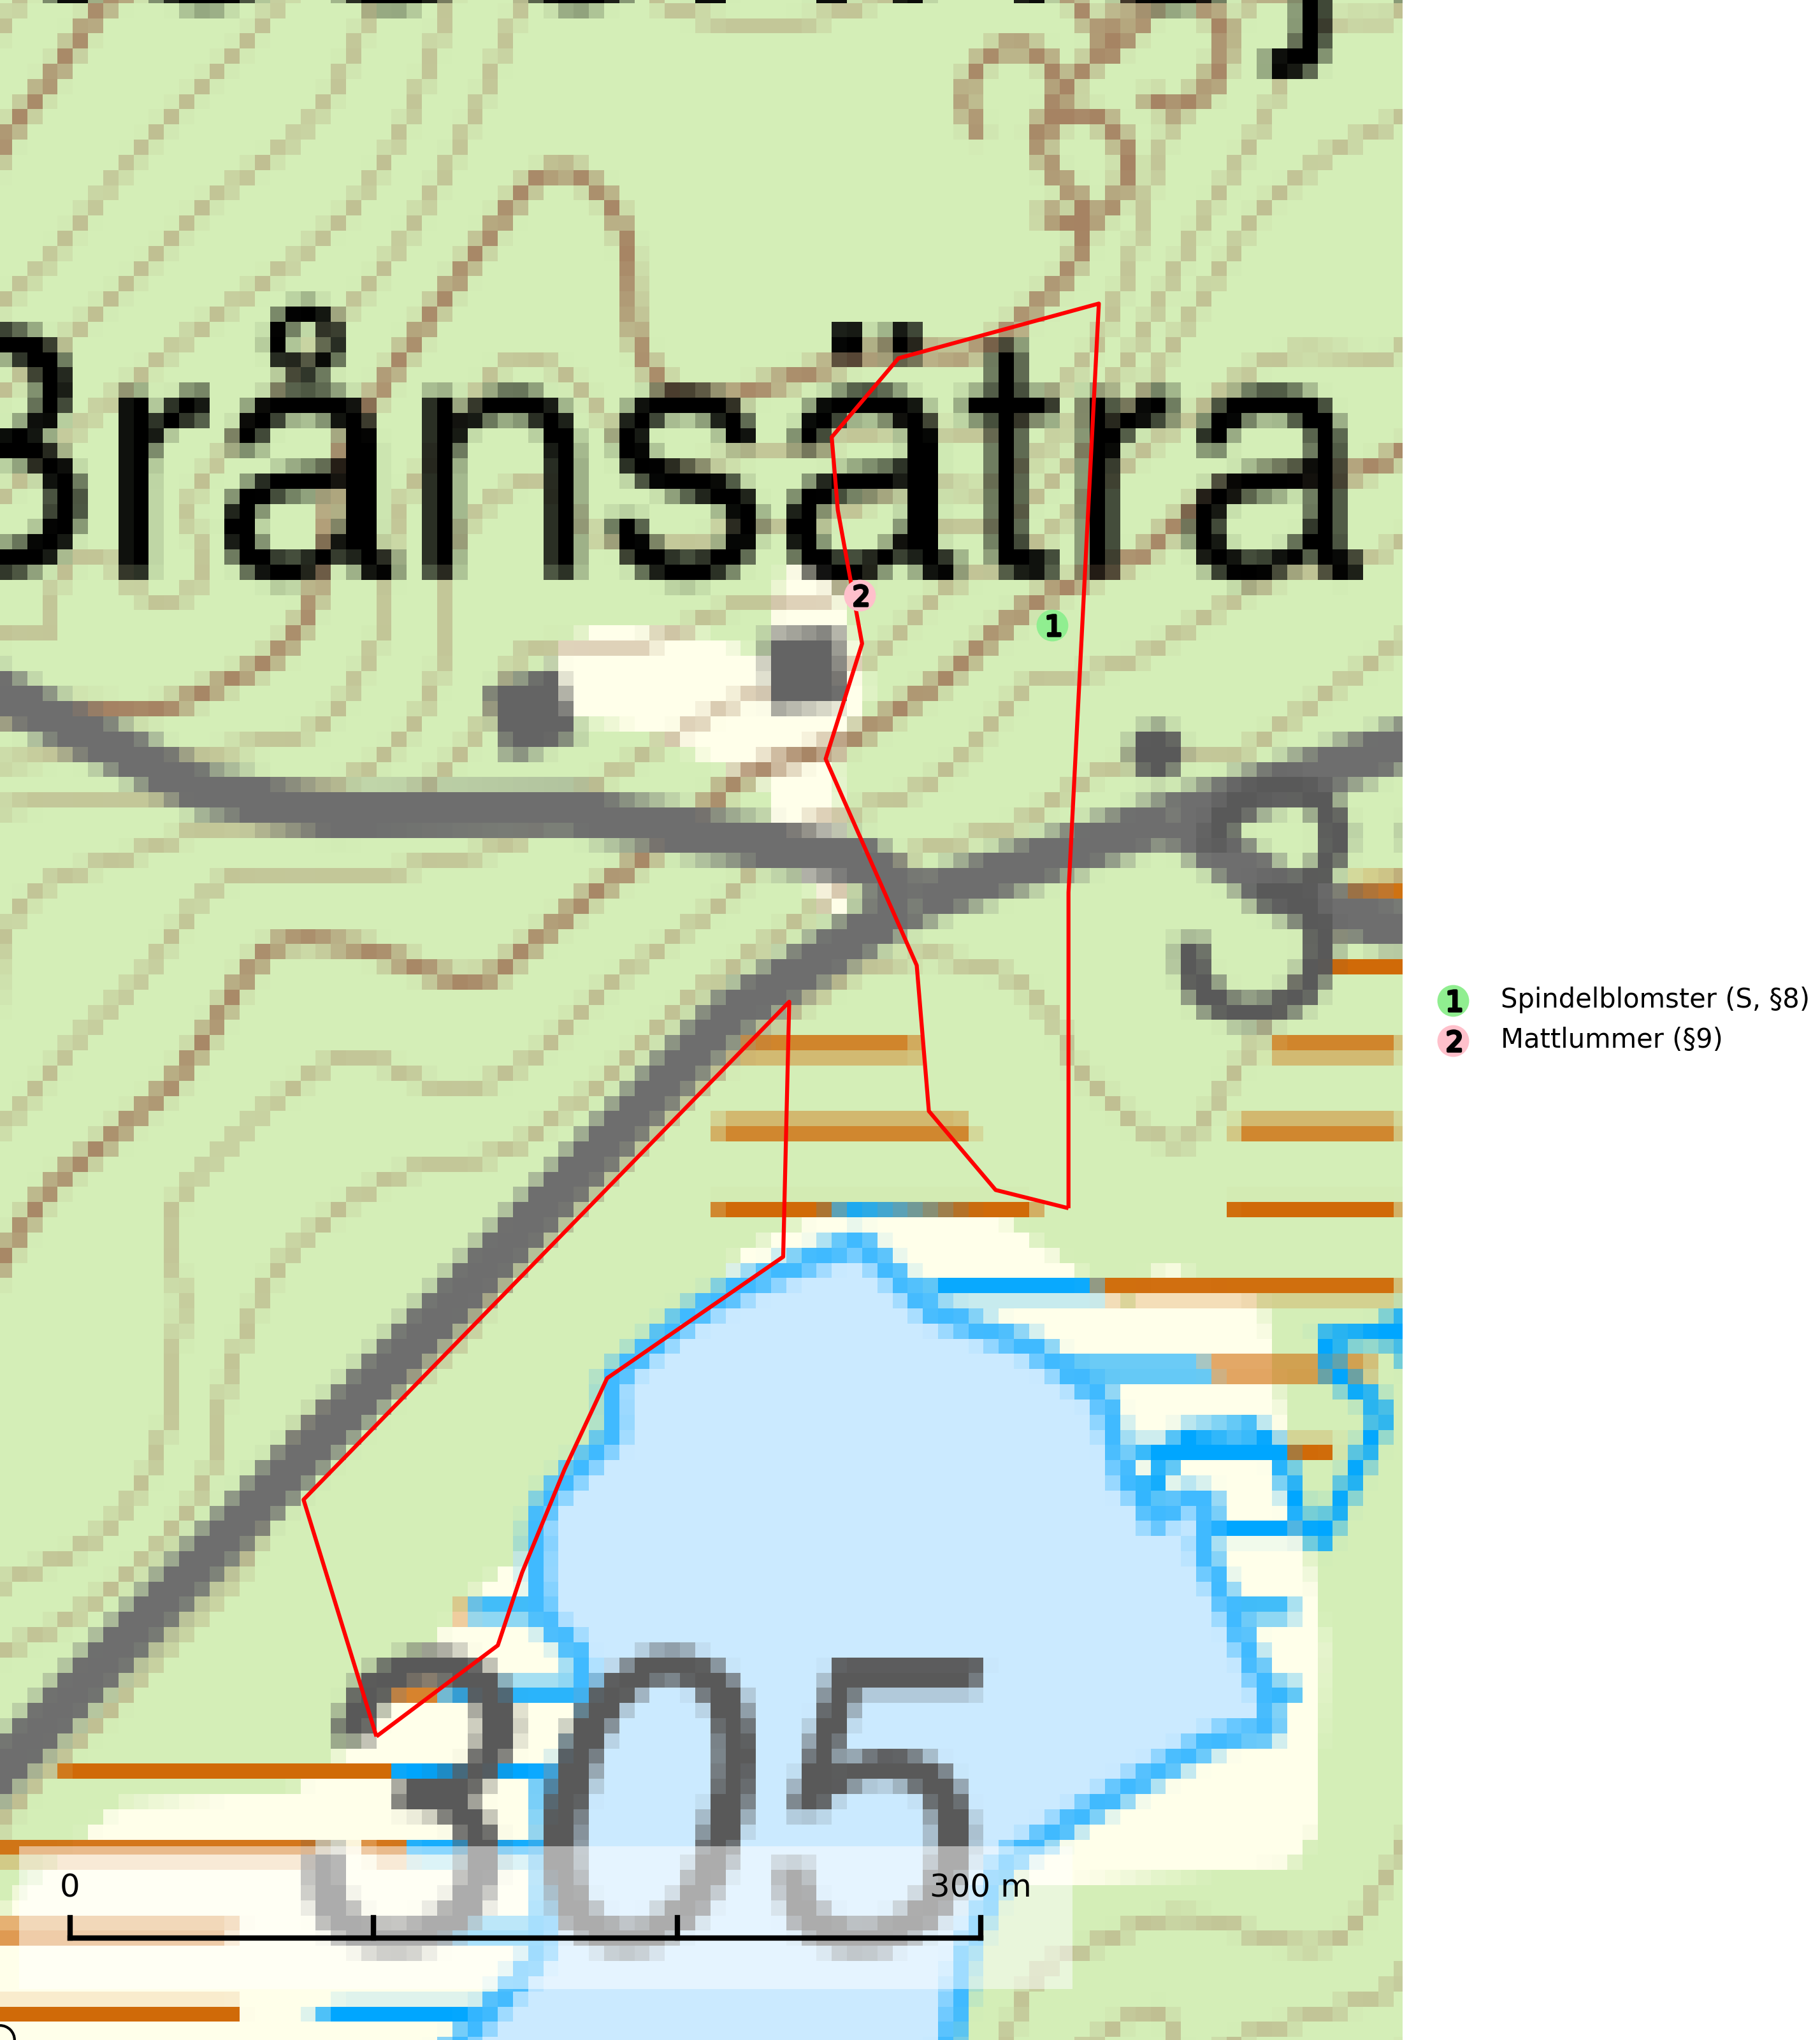 Brånsätra
2
1
305
0 300 m
1 Spindelblomster (S, §8)
2 Mattlummer (§9)